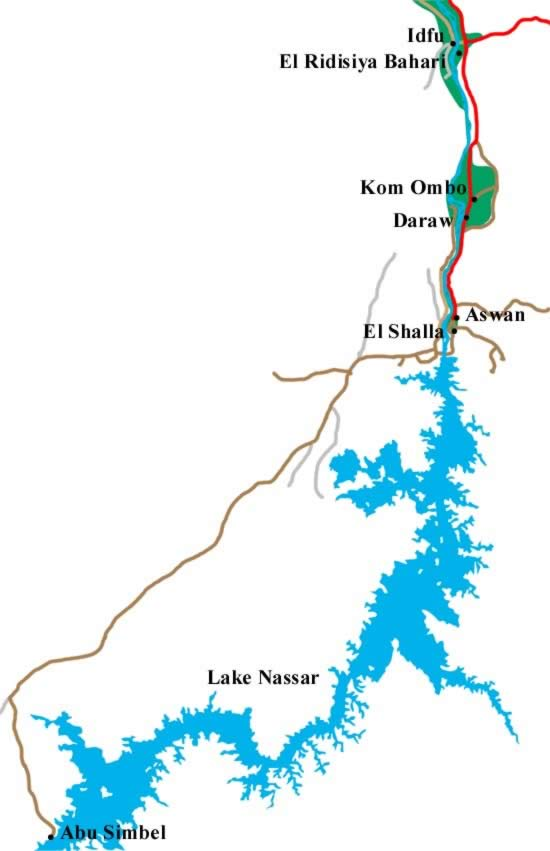 Idfu
El Ridisiya Bahari
Kom Ombo
Daraw
Aswan
El Shalla
Lake Nassar
Abu Simbel